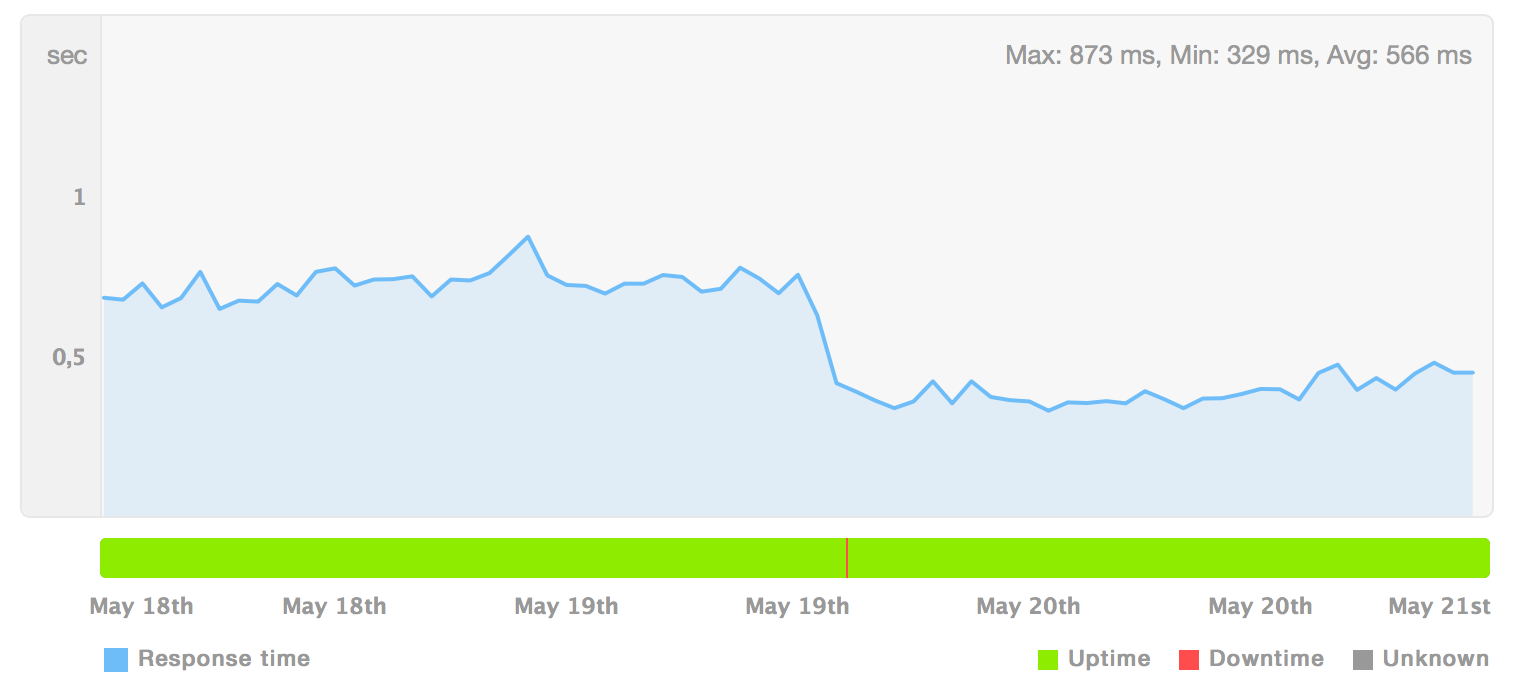 sec
Max: 873 ms, Min: 329 ms, Avg: 566 ms
1
0,5
May 18th May 18th May 19th May 19th May 20th May 20th May 21st
Response time Uptime Downtime Unknown